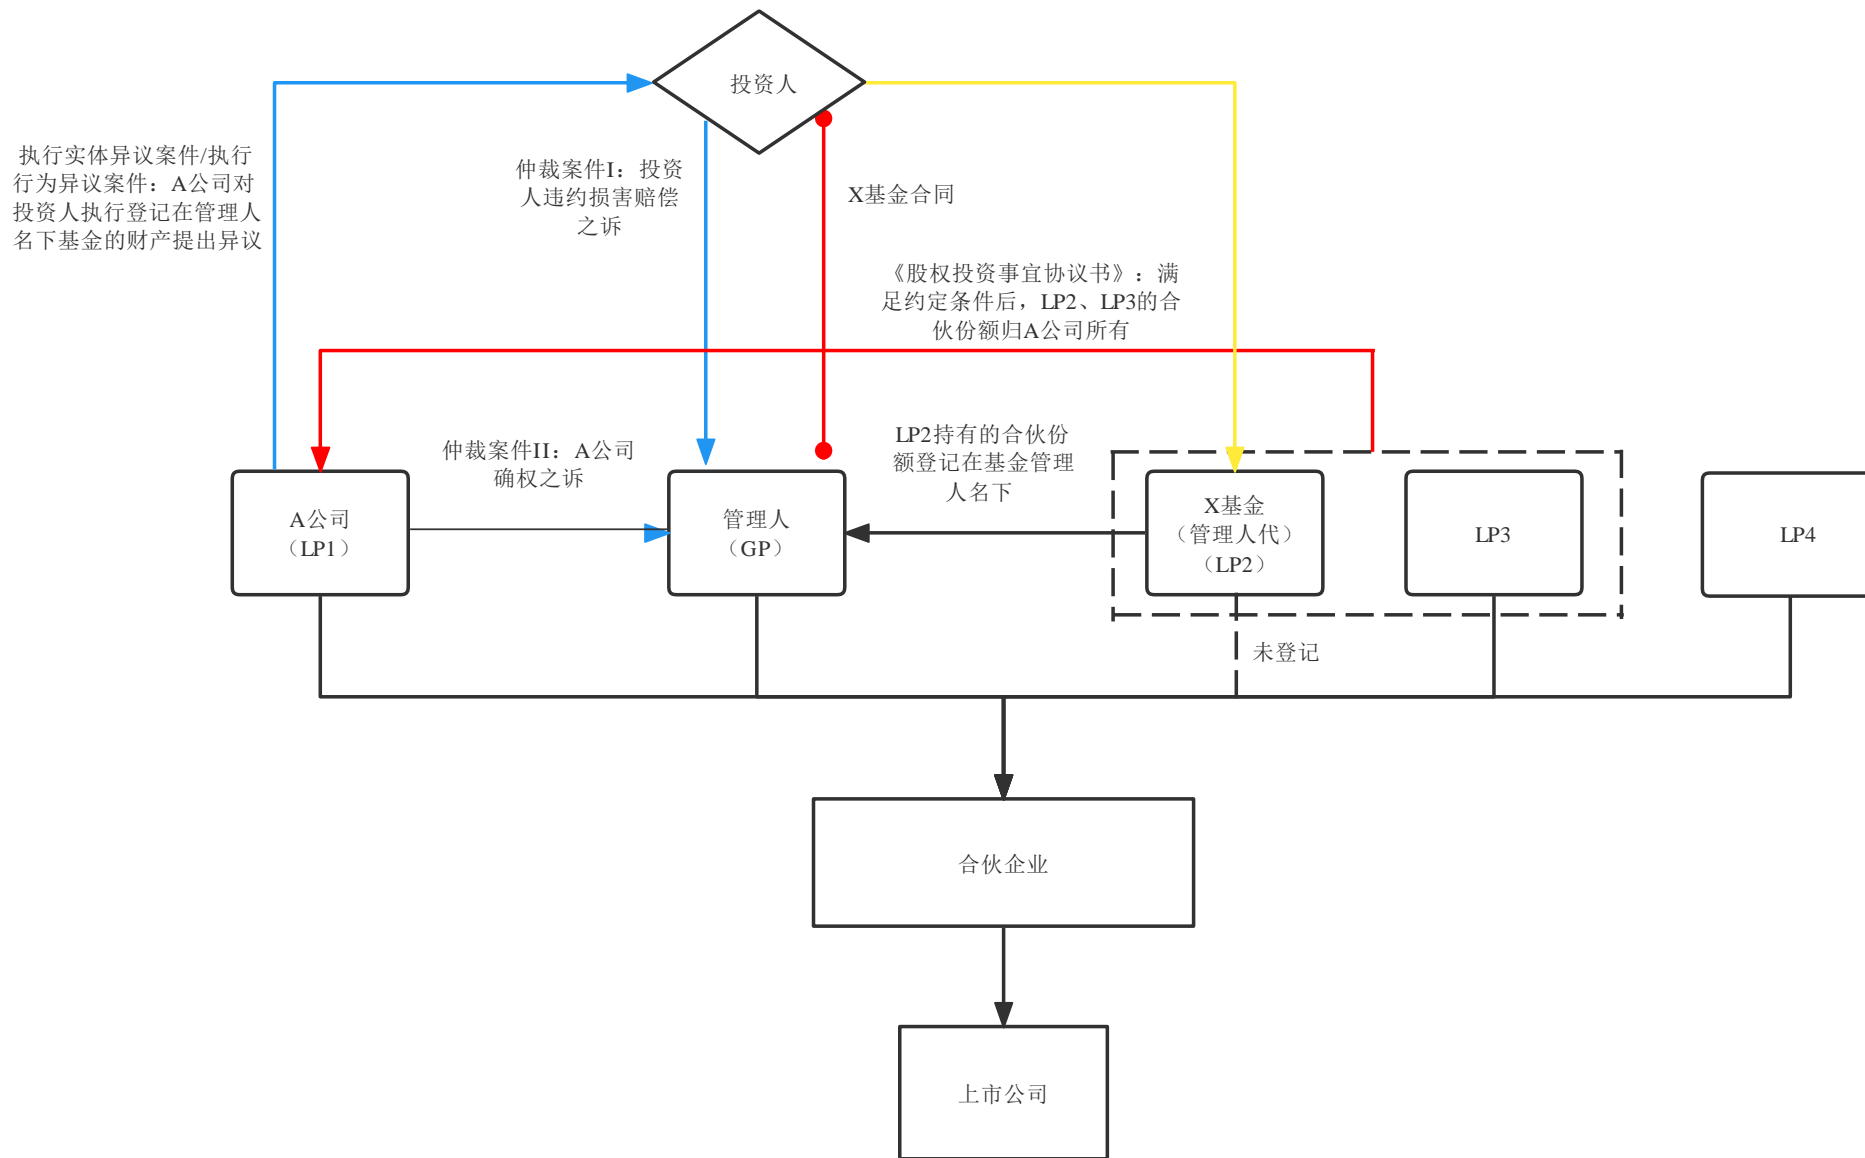 投资人
执行实体异议案件/执行
行为异议案件：A公司对
投资人执行登记在管理人
名下基金的财产提出异议
仲裁案件I：投资
人违约损害赔偿
之诉
X基金合同
《股权投资事宜协议书》：满
足约定条件后，LP2、LP3的合
伙份额归A公司所有
仲裁案件II：A公司
确权之诉
LP2持有的合伙份
额登记在基金管理
人名下
A公司
（LP1）
管理人
（GP）
X基金
（管理人代）
（LP2）
LP3
LP4
未登记
合伙企业
上市公司